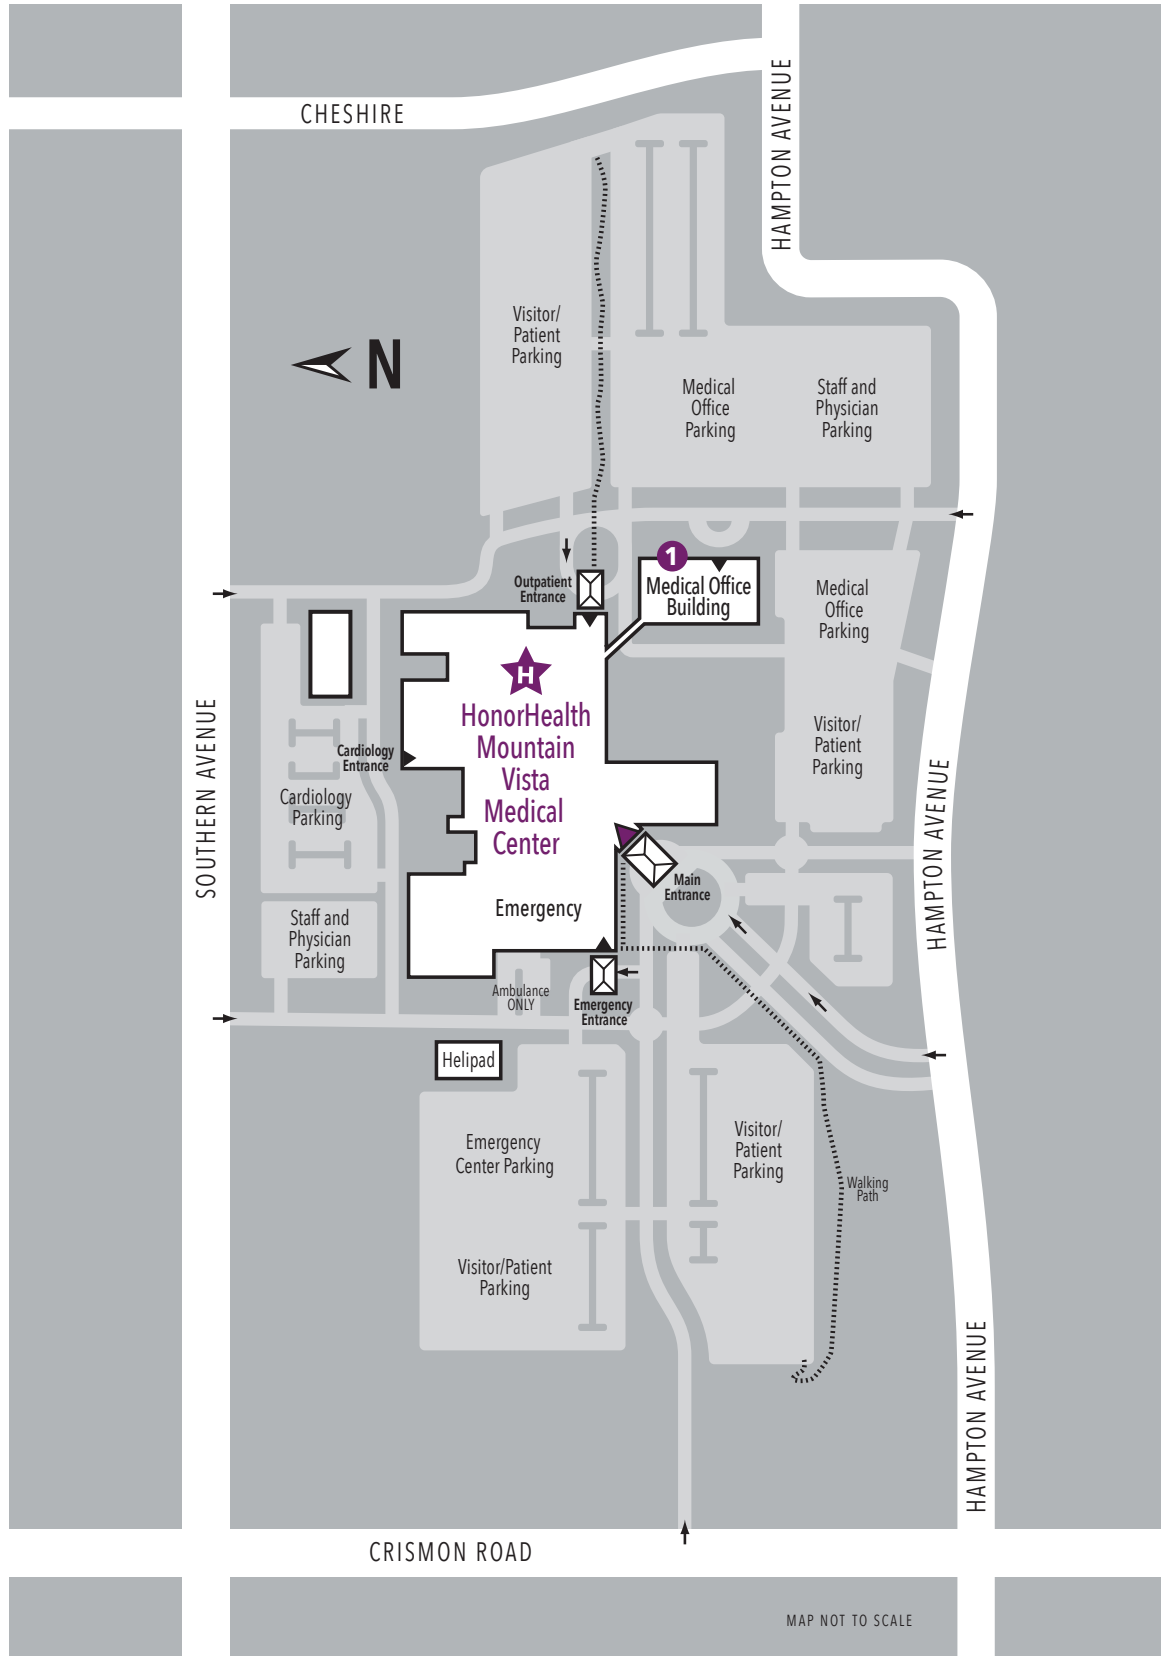 CHESHIRE
HAMPTON AVENUE
N
Visitor/
Patient
Parking
Medical
Office
Parking
Staff and
Physician
Parking
1
Medical Office
Building
Outpatient
Entrance
Medical
Office
Parking
H
HonorHealth
Mountain
Vista
Medical
Center
SOUTHERN AVENUE
Cardiology
Entrance
Cardiology
Parking
Visitor/
Patient
Parking
HAMPTON AVENUE
Main
Entrance
Emergency
Staff and
Physician
Parking
Ambulance
ONLY
Emergency
Entrance
Helipad
Emergency
Center Parking
Visitor/
Patient
Parking
Walking
Path
Visitor/Patient
Parking
HAMPTON AVENUE
CRISMON ROAD
MAP NOT TO SCALE